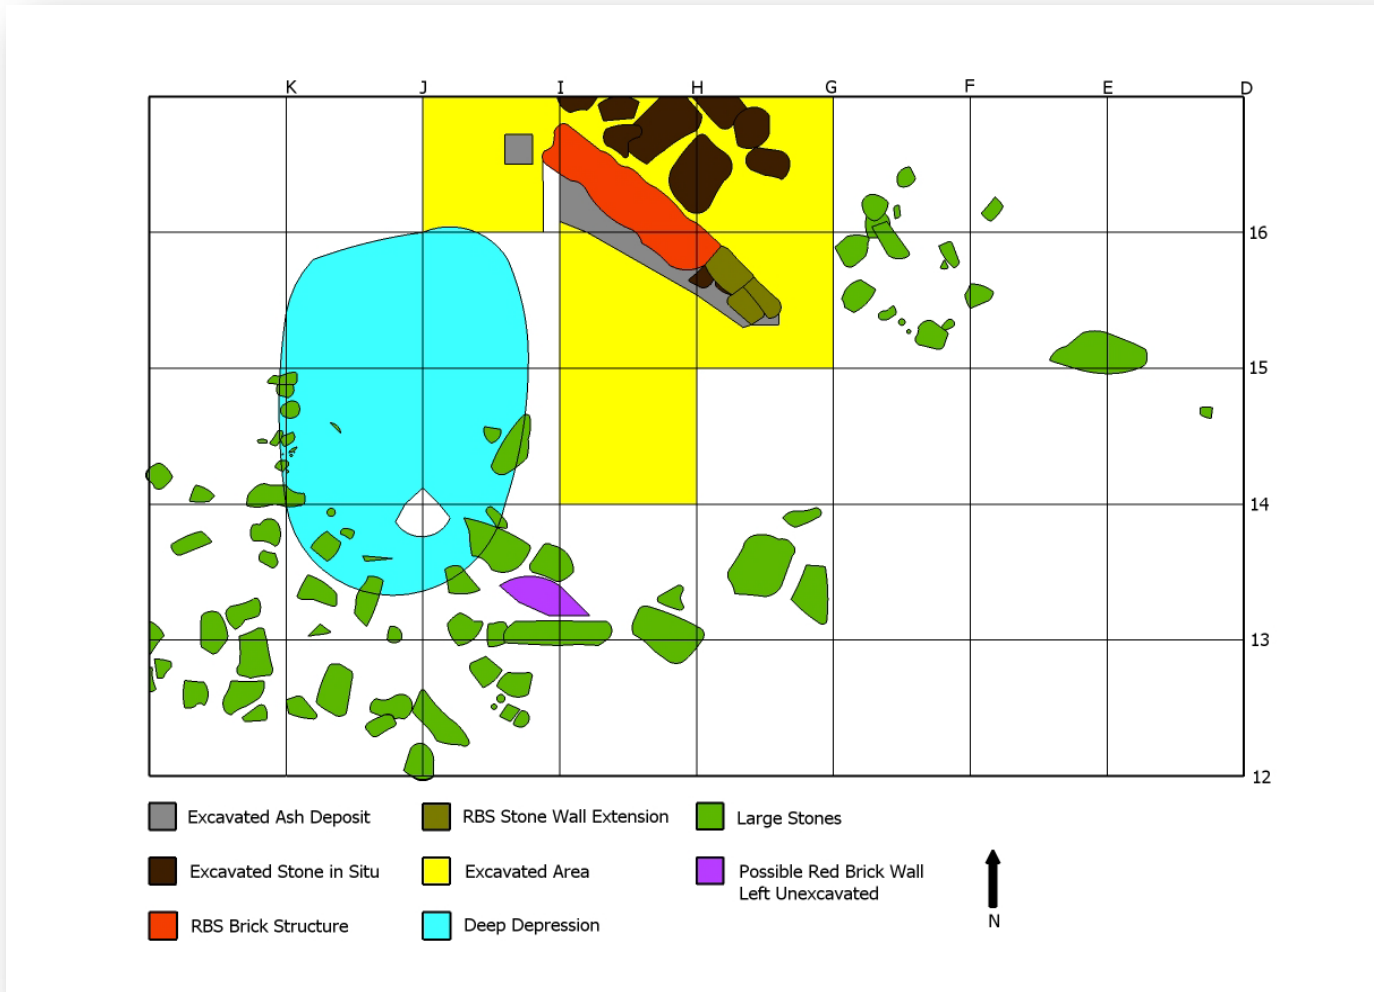 K J I H G F E D
16
15
14
13
12
Excavated Ash Deposit RBS Stone Wall Extension Large Stones
Excavated Stone in Situ Excavated Area Possible Red Brick Wall
Left Unexcavated
RBS Brick Structure Deep Depression
N